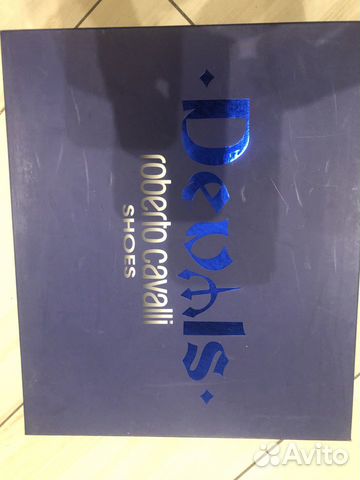 Devils
roberto cavalli
SHOES
Avito